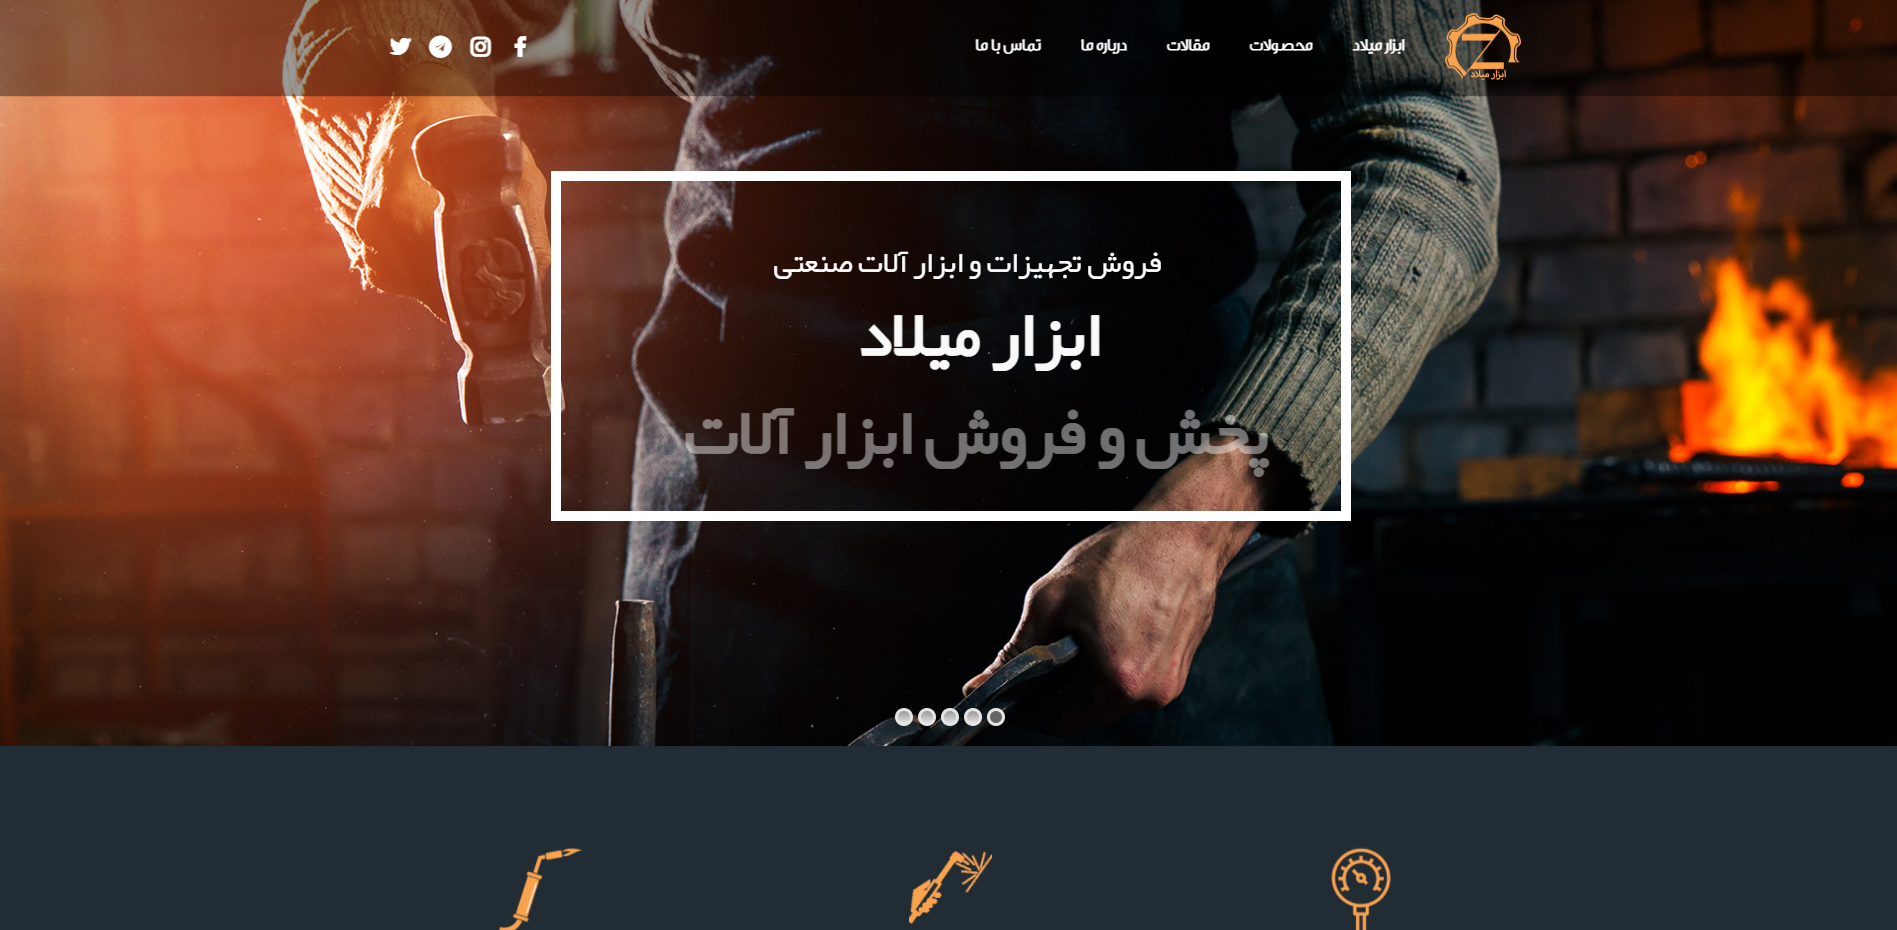 ابزار میلاد
ابزار میلاد
محصولات
مقالات
درباره ما
تماس با ما
فروش تجهیزات و ابزار آلات صنعتی
ابزار میلاد
پخش و فروش ابزار آلات